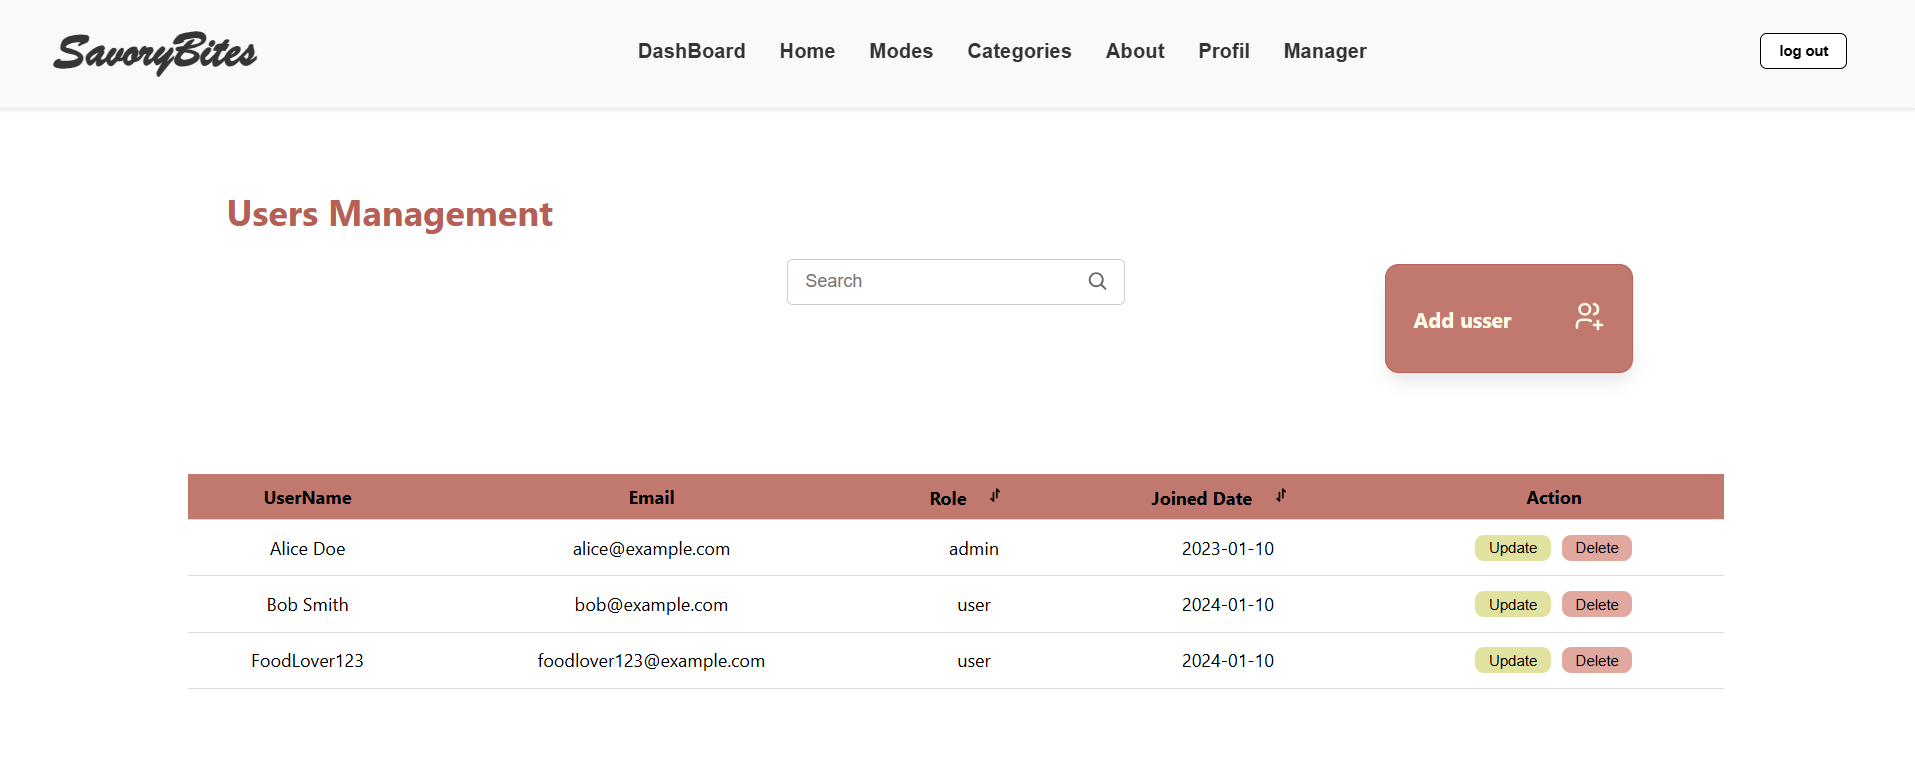 SavoryBites
DashBoard Home Modes Categories About Profil Manager
log out
Users Management
Search
Add usser
UserName Email Role Joined Date Action
Alice Doe alice@example.com admin 2023-01-10 Update Delete
Bob Smith bob@example.com user 2024-01-10 Update Delete
FoodLover123 foodlover123@example.com user 2024-01-10 Update Delete